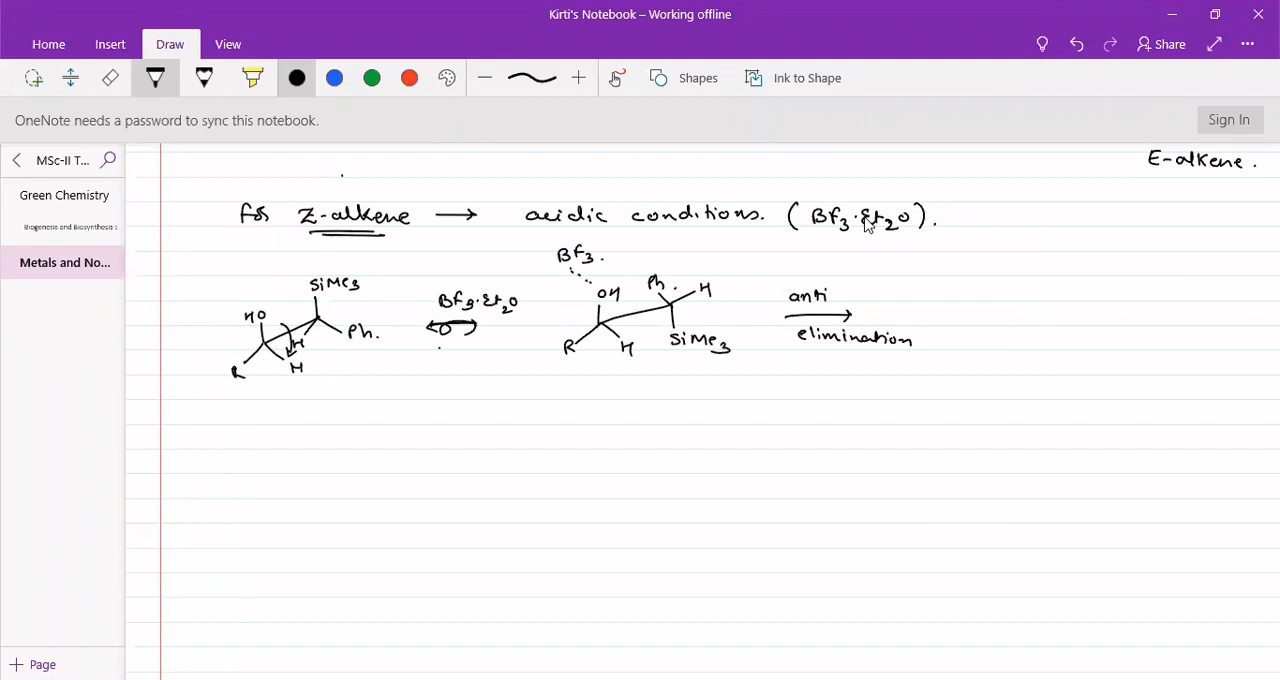 Kirti's Notebook – Working offline
Home Insert Draw View
Share
Shapes Ink to Shape
OneNote needs a password to sync this notebook.
Sign In
MSc-II T...
Green Chemistry
Biogenesis and Biosynthesis
Metals and No...
E-alkene.
for Z-alkene → acidic conditions. (BF3·Et2O).
BF3.
SiMe3
HO
Ph.
H
H
R
BF3·Et2O
OH
Ph.
H
R
H
SiMe3
anti
elimination
+ Page